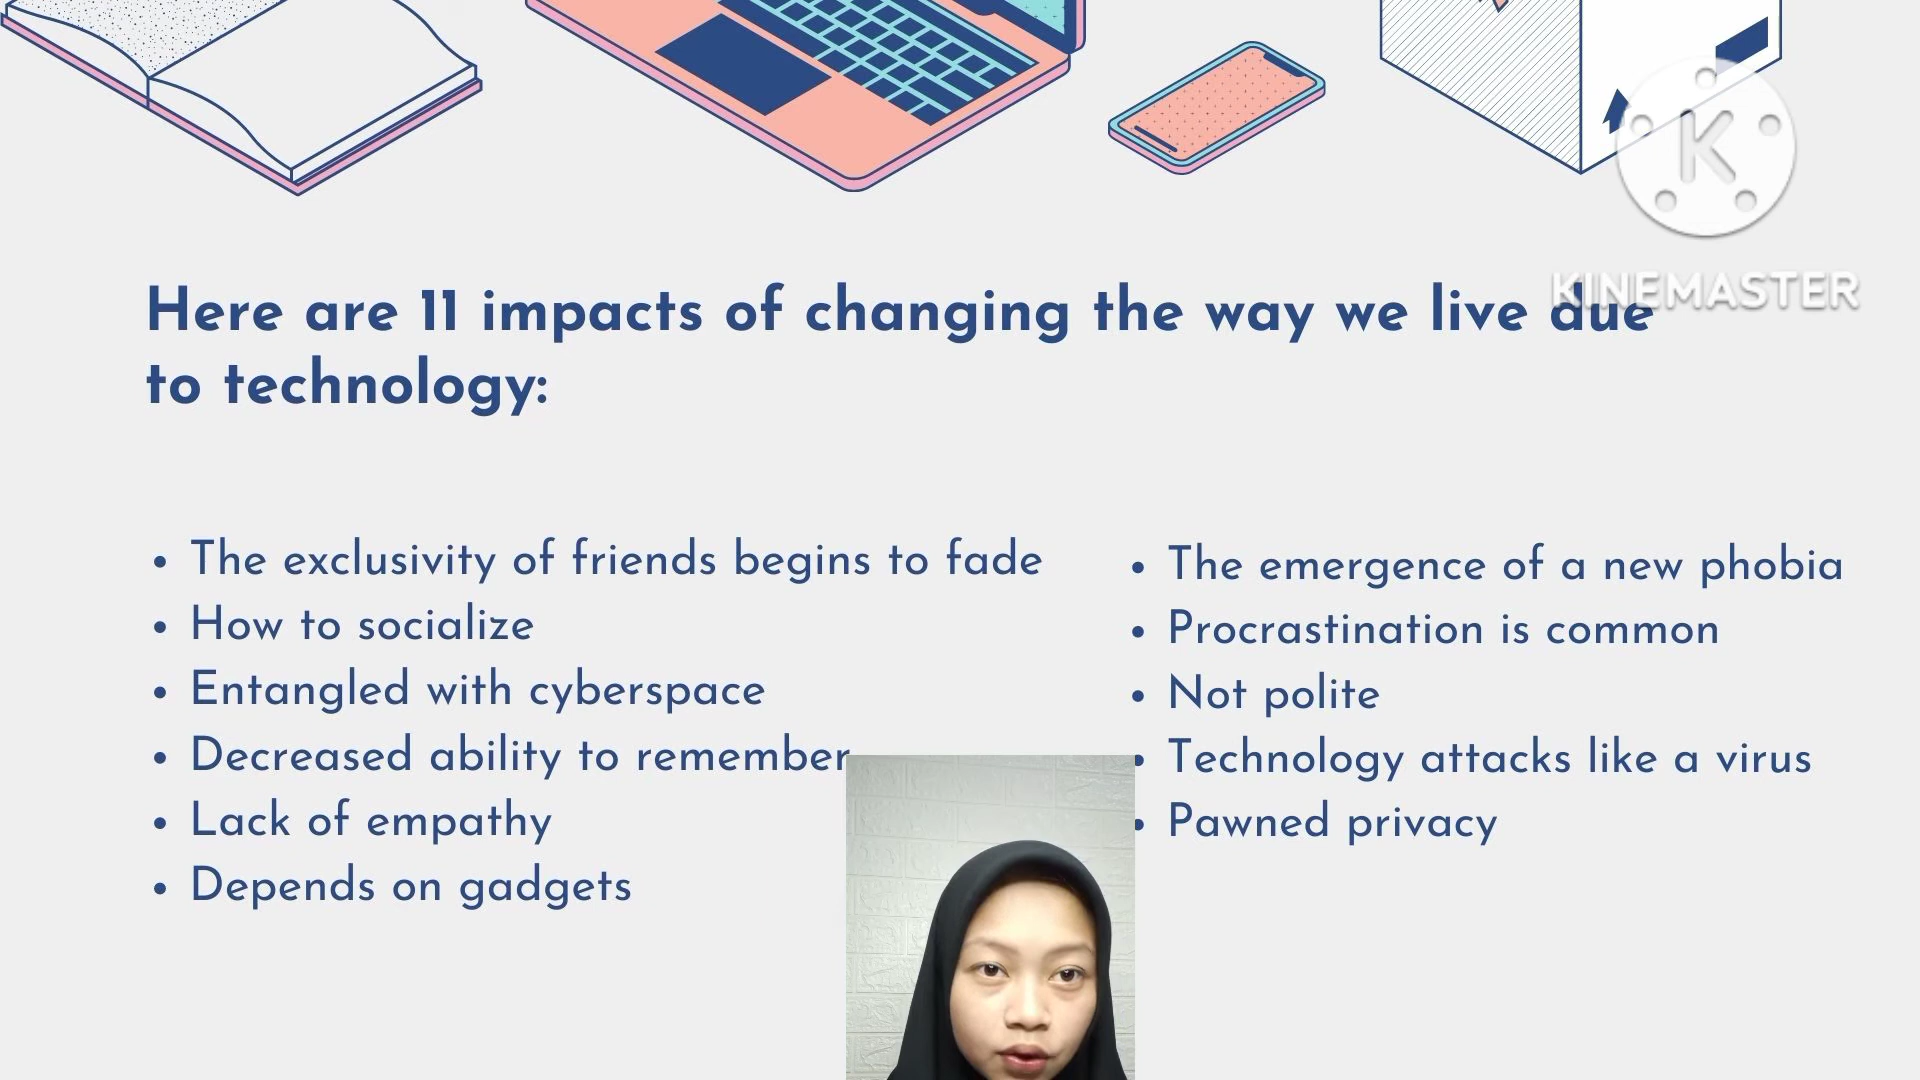 K
KINEMASTER
Here are 11 impacts of changing the way we live due
to technology:
• The exclusivity of friends begins to fade
• How to socialize
• Entangled with cyberspace
• Decreased ability to remember
• Lack of empathy
• Depends on gadgets
• The emergence of a new phobia
• Procrastination is common
• Not polite
• Technology attacks like a virus
• Pawned privacy